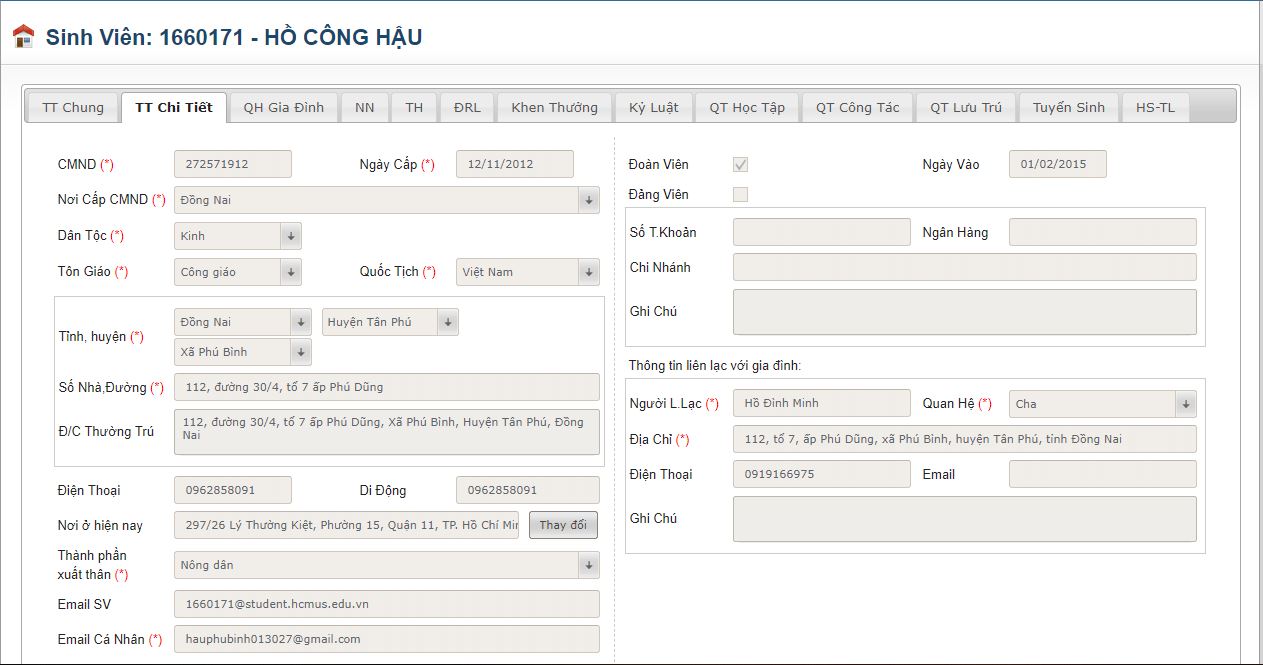 Sinh Viên: 1660171 - HỒ CÔNG HẬU
TT Chung TT Chi Tiết QH Gia Đình NN TH ĐRL Khen Thưởng Kỷ Luật QT Học Tập QT Công Tác QT Lưu Trú Tuyển Sinh HS-TL
CMND (*) 272571912 Ngày Cấp (*) 12/11/2012
Nơi Cấp CMND (*) Đồng Nai
Dân Tộc (*) Kinh
Tôn Giáo (*) Công giáo Quốc Tịch (*) Việt Nam
Tỉnh, huyện (*) Đồng Nai Huyện Tân Phú
Xã Phú Bình
Số Nhà,Đường (*) 112, đường 30/4, tổ 7 ấp Phú Dũng
Đ/C Thường Trú 112, đường 30/4, tổ 7 ấp Phú Dũng, Xã Phú Bình, Huyện Tân Phú, Đồng
Nai
Điện Thoại 0962858091 Di Động 0962858091
Nơi ở hiện nay 297/26 Lý Thường Kiệt, Phường 15, Quận 11, TP. Hồ Chí Thay đổi
Thành phần
xuất thân (*) Nông dân
Email SV 1660171@student.hcmus.edu.vn
Email Cá Nhân (*) hauphubinh013027@gmail.com
Đoàn Viên Ngày Vào 01/02/2015
Đảng Viên
Số T.Khoản Ngân Hàng
Chi Nhánh
Ghi Chú
Thông tin liên lạc với gia đình:
Người L.Lạc (*) Hồ Đình Minh Quan Hệ (*) Cha
Địa Chỉ (*) 112, tổ 7, ấp Phú Dũng, xã Phú Bình, huyện Tân Phú, tỉnh Đồng Nai
Điện Thoại 0919166975 Email
Ghi Chú